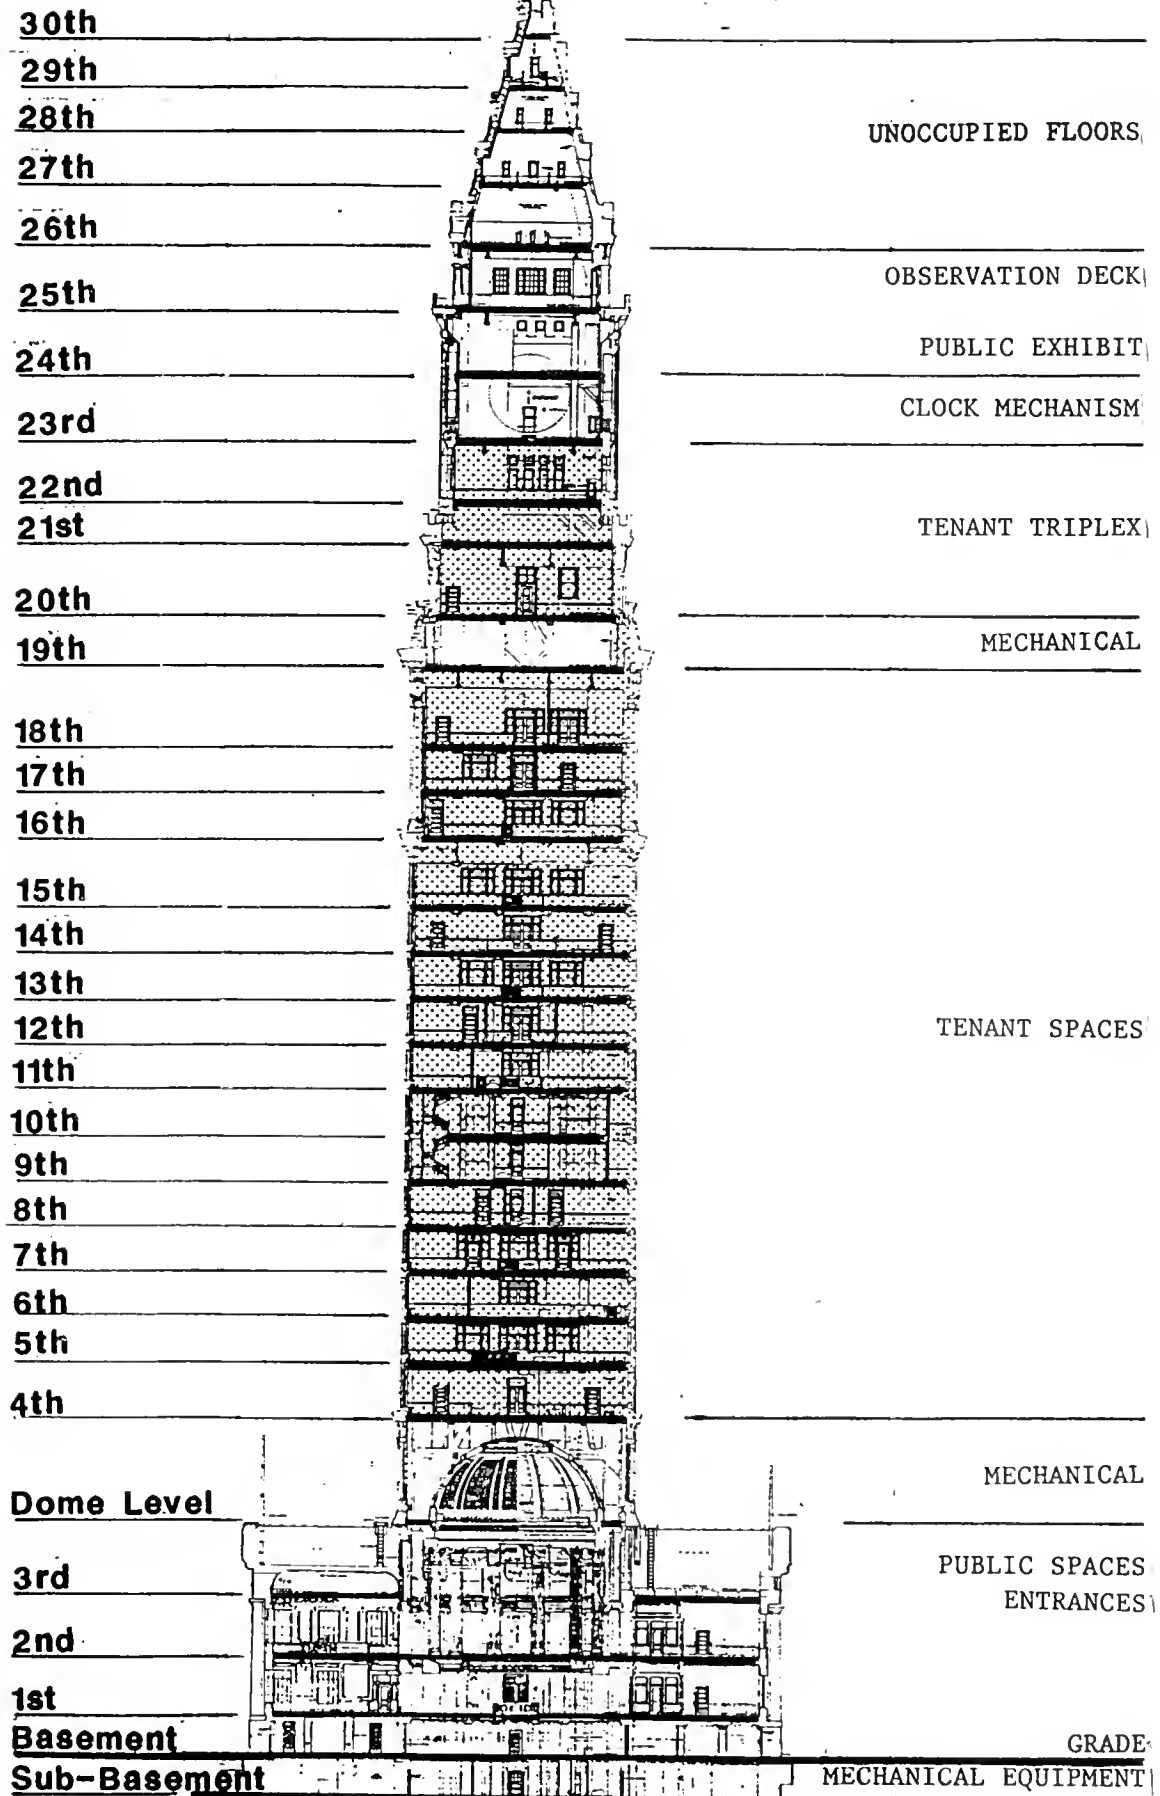 30th
29th
28th
UNOCCUPIED FLOORS
27th
26th
OBSERVATION DECK
25th
PUBLIC EXHIBIT
24th
CLOCK MECHANISM
23rd
22nd
21st
TENANT TRIPLEX
20th
MECHANICAL
19th
18th
17th
16th
15th
14th
13th
12th
TENANT SPACES
11th
10th
9th
8th
7th
6th
5th
4th
MECHANICAL
Dome Level
PUBLIC SPACES
3rd
ENTRANCES
2nd
1st
Basement
GRADE
Sub-Basement
MECHANICAL EQUIPMENT